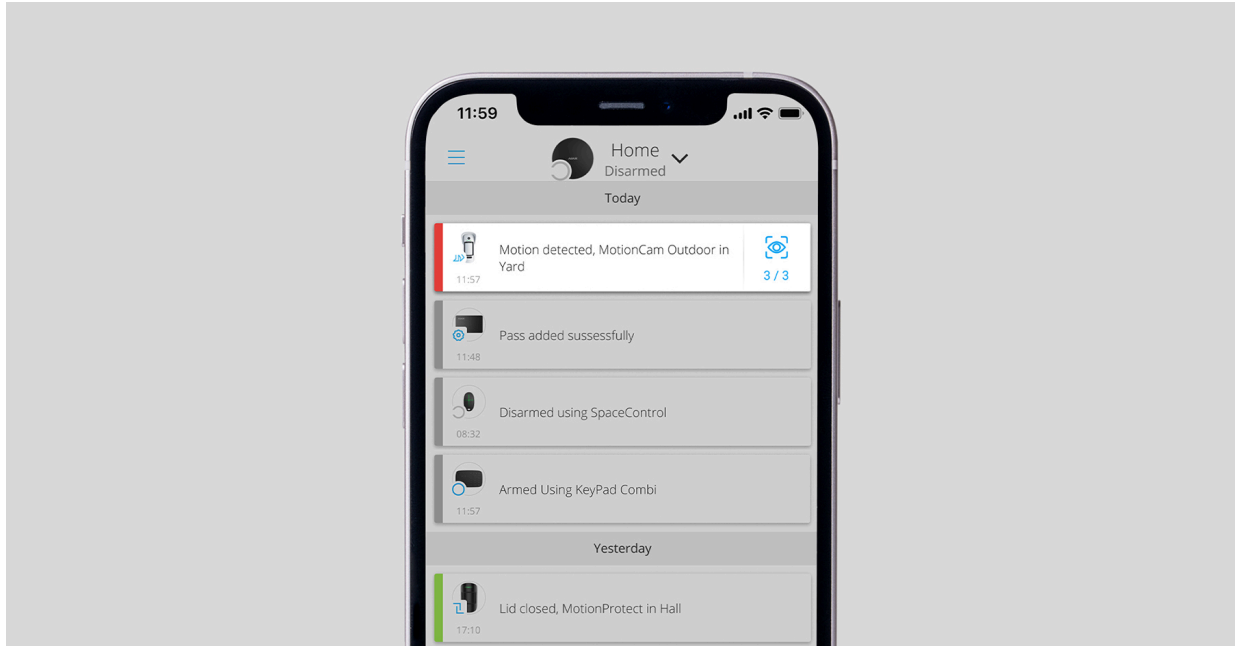 11:59
Home
Disarmed
Today
Motion detected, MotionCam Outdoor in
Yard
11:57
3 / 3
Pass added sussessfully
11:48
Disarmed using SpaceControl
08:32
Armed Using KeyPad Combi
11:57
Yesterday
Lid closed, MotionProtect in Hall
17:10